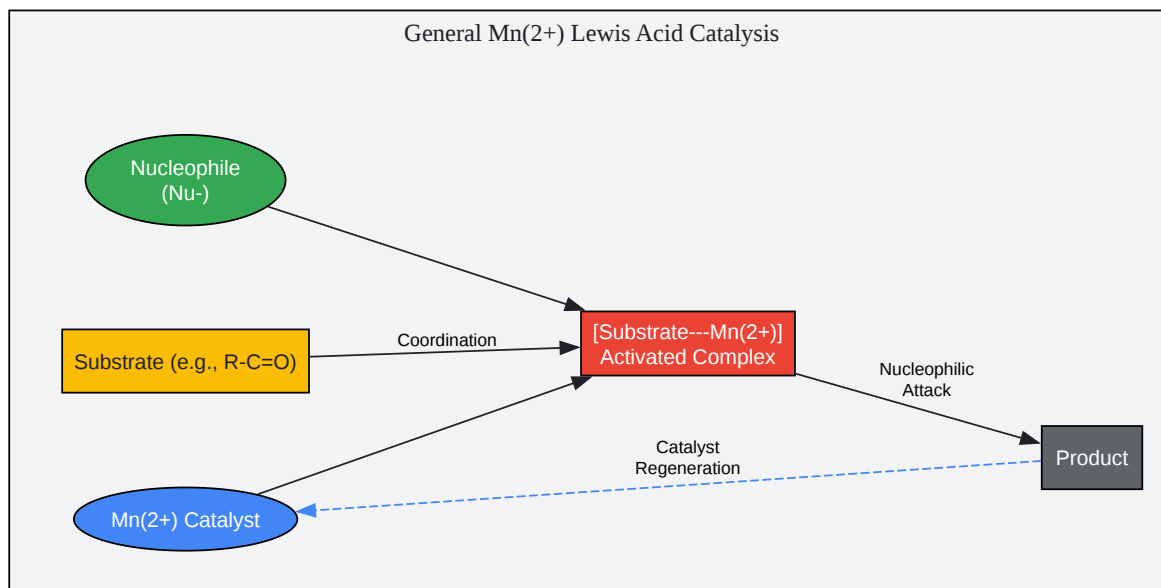 General Mn(2+) Lewis Acid Catalysis
Nucleophile
(Nu-)
Substrate (e.g., R-C=O)
Coordination
[Substrate---Mn(2+)]
Activated Complex
Nucleophilic
Attack
Catalyst
Regeneration
Product
Mn(2+) Catalyst